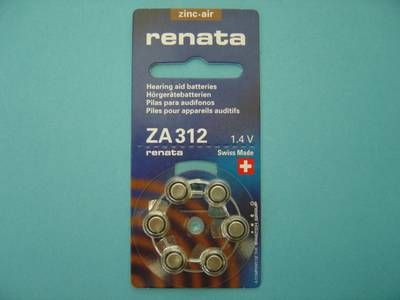 zinc-air
renata
Hearing aid batteries
Hörgerätebatterien
Pilas para audifonos
Piles pour appareils auditifs
ZA 312 1.4 V
renata Swiss Made